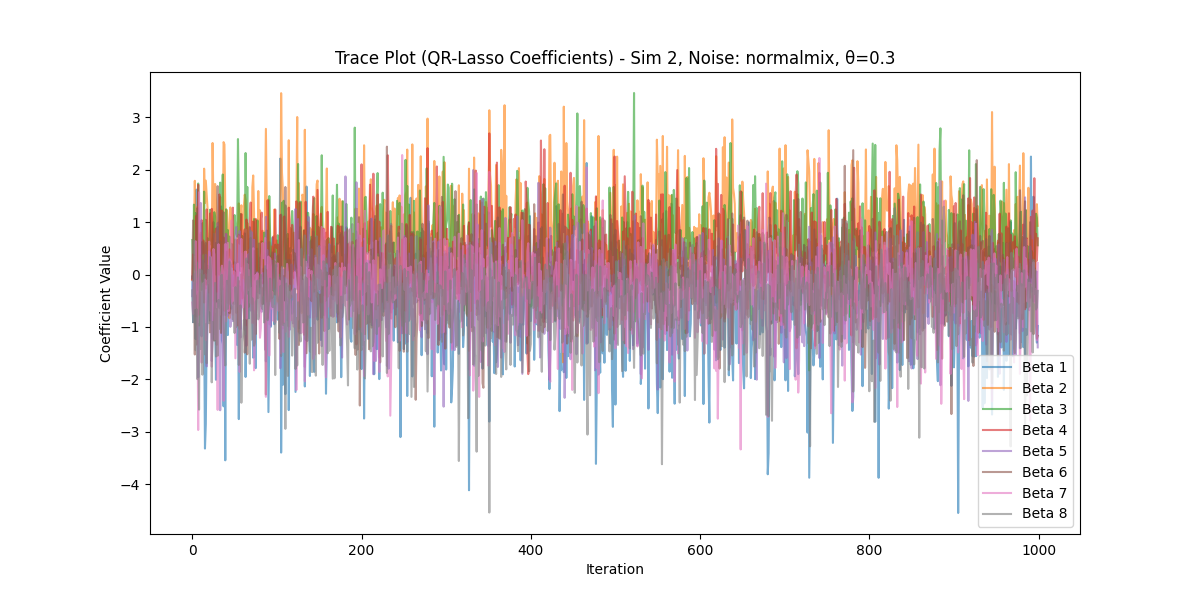 Trace Plot (QR-Lasso Coefficients) - Sim 2, Noise: normalmix, θ=0.3
Coefficient Value
3
2
1
0
−1
−2
−3
−4
Beta 1
Beta 2
Beta 3
Beta 4
Beta 5
Beta 6
Beta 7
Beta 8
0
200
400
600
800
1000
Iteration